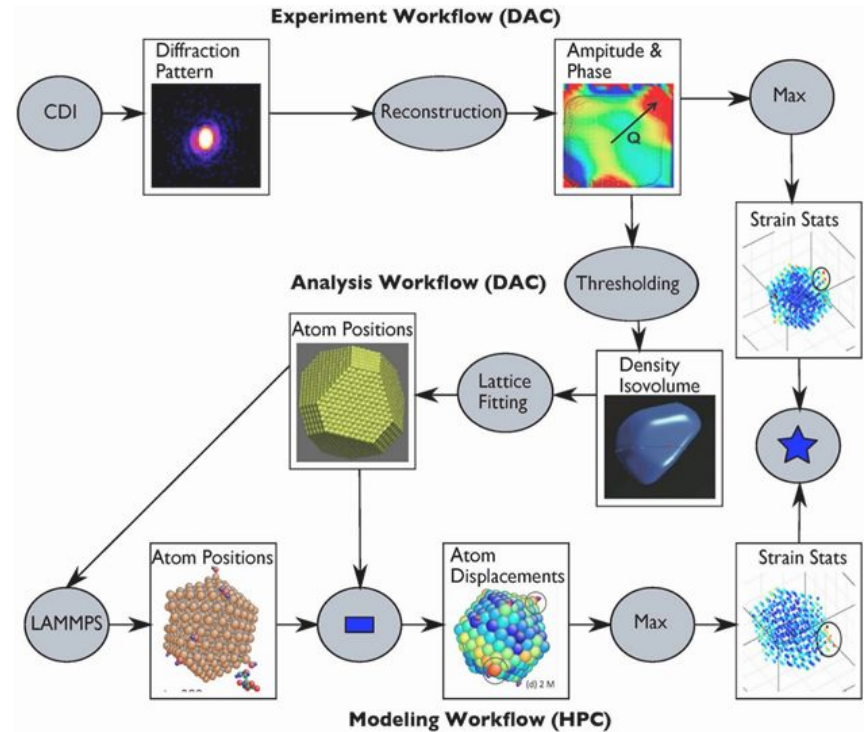 Experiment Workflow (DAC)
CDI
Diffraction
Pattern
Reconstruction
Ampitude &
Phase
Q
Max
Strain Stats
Thresholding
Analysis Workflow (DAC)
Atom Positions
Lattice
Fitting
Density
Isovolume
LAMMPS
Atom Positions
Atom
Displacements
(d) 2 M
Max
Strain Stats
Modeling Workflow (HPC)